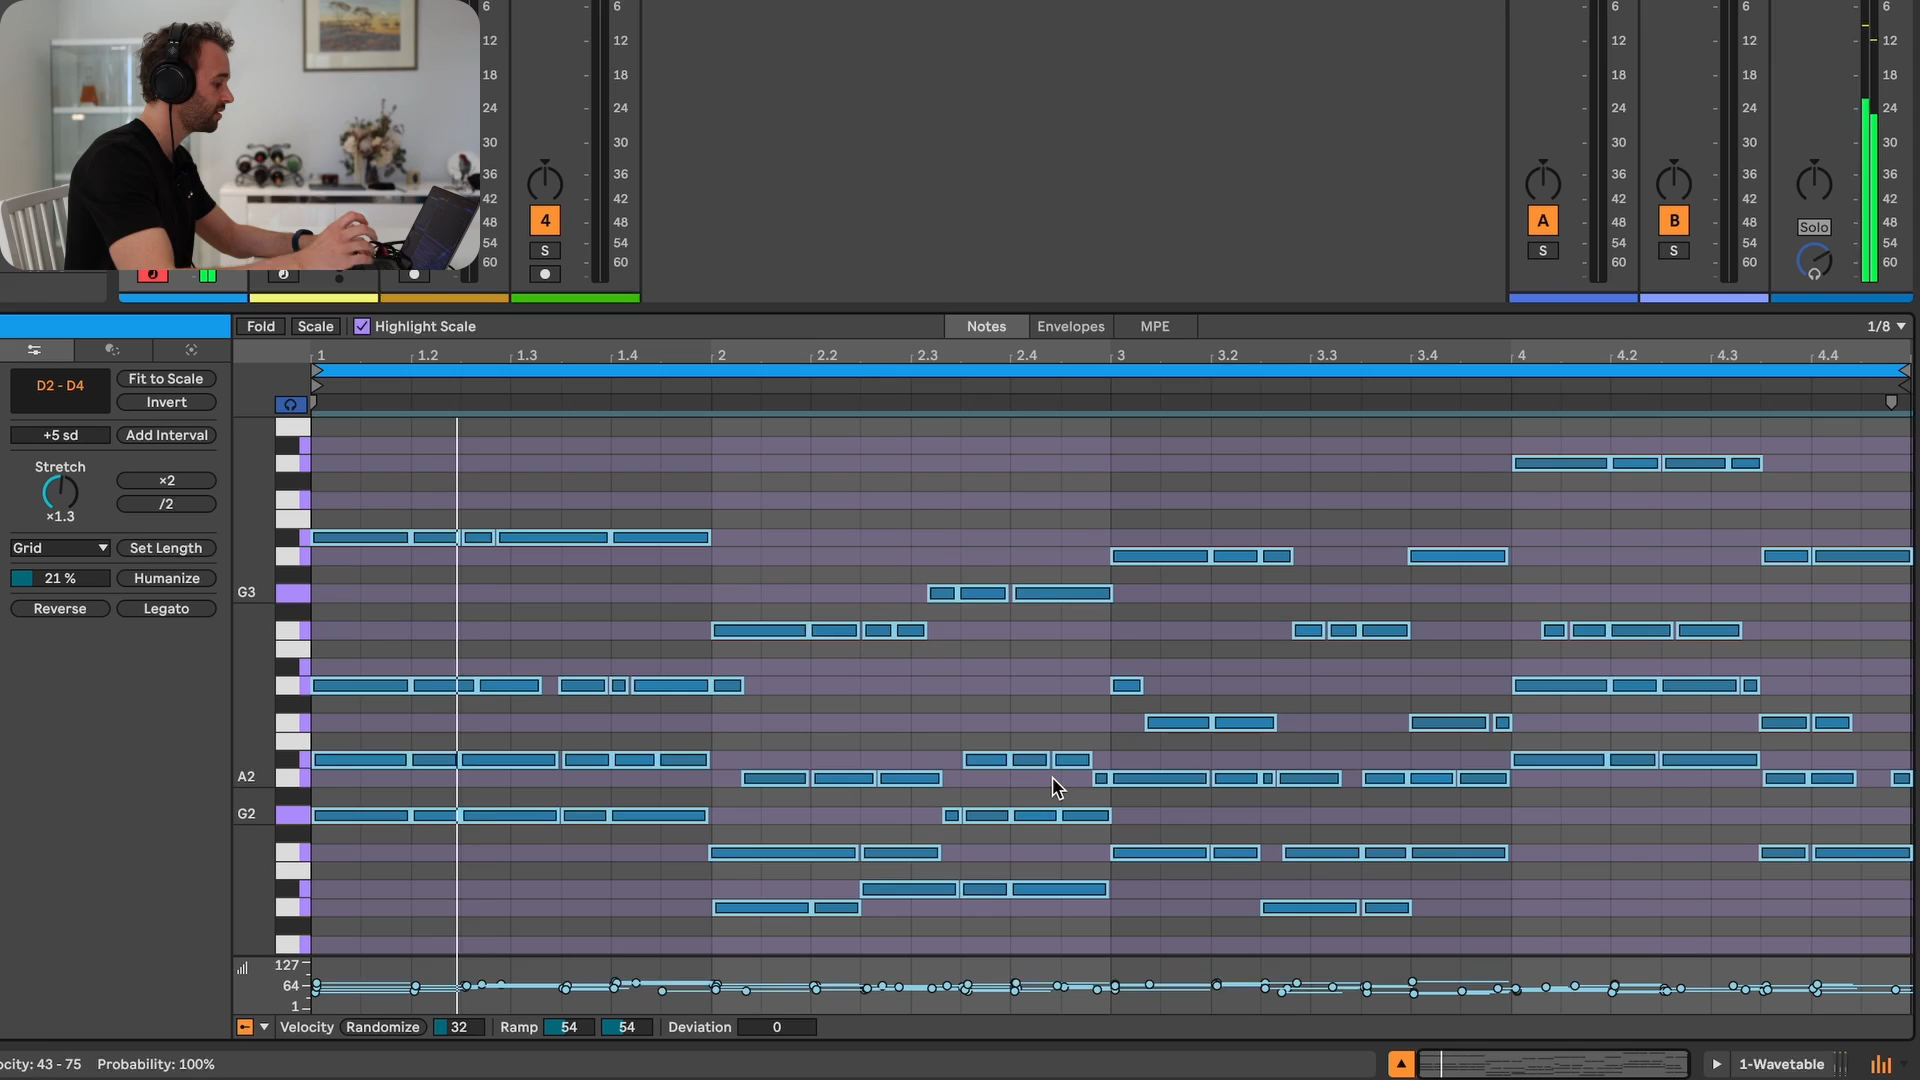 6 6 6 6 6
12 12 12 12 12
18 18 18 18 18
24 24 24 24 24
30 30 30 30 30
36 36 36 36 36
42 42 42 42 42
4 A B
48 48 48 48 48
Solo
54 54 54 54 54
S S S
60 60 60 60 60
Fold Scale Highlight Scale Notes Envelopes MPE 1/8
1 1.2 1.3 1.4 2 2.2 2.3 2.4 3 3.2 3.3 3.4 4 4.2 4.3 4.4
D2 - D4 Fit to Scale
Invert
+5 sd Add Interval
Stretch
×2
/2
×1.3
Grid Set Length
21 % Humanize
Reverse Legato
G3
A2
G2
127
64
1
Velocity Randomize 32 Ramp 54 54 Deviation 0
ocity: 43 - 75 Probability: 100% 1-Wavetable